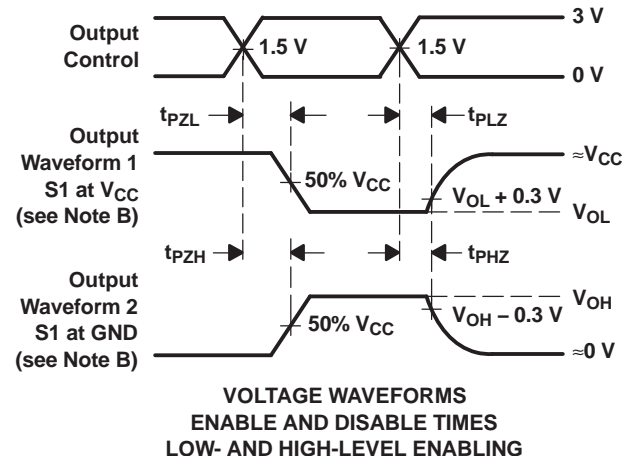 3 V
Output
Control
1.5 V
1.5 V
0 V
tPZL
tPLZ
Output
Waveform 1
S1 at VCC
(see Note B)
≈VCC
50% VCC
VOL + 0.3 V
VOL
tPZH
tPHZ
Output
Waveform 2
S1 at GND
(see Note B)
VOH
50% VCC
VOH − 0.3 V
≈0 V
VOLTAGE WAVEFORMS
ENABLE AND DISABLE TIMES
LOW- AND HIGH-LEVEL ENABLING